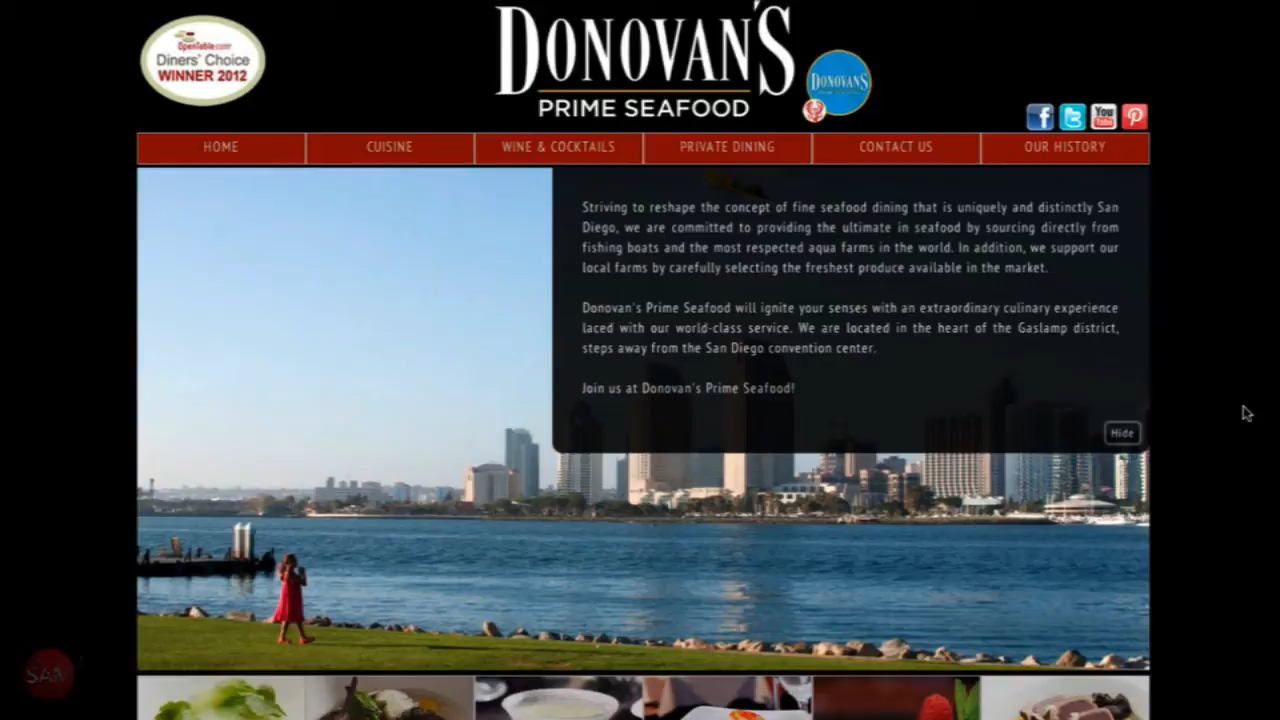 OpenTable.com
Diners' Choice
WINNER 2012
DONOVAN'S
PRIME SEAFOOD
DONOVANS
HOME
CUISINE
WINE & COCKTAILS
PRIVATE DINING
CONTACT US
OUR HISTORY
Striving to reshape the concept of fine seafood dining that is uniquely and distinctly San
Diego, we are committed to providing the ultimate in seafood by sourcing directly from
fishing boats and the most respected aqua farms in the world. In addition, we support our
local farms by carefully selecting the freshest produce available in the market.
Donovan's Prime Seafood will ignite your senses with an extraordinary culinary experience
laced with our world-class service. We are located in the heart of the Gaslamp district,
steps away from the San Diego convention center.
Join us at Donovan's Prime Seafood!
Hide